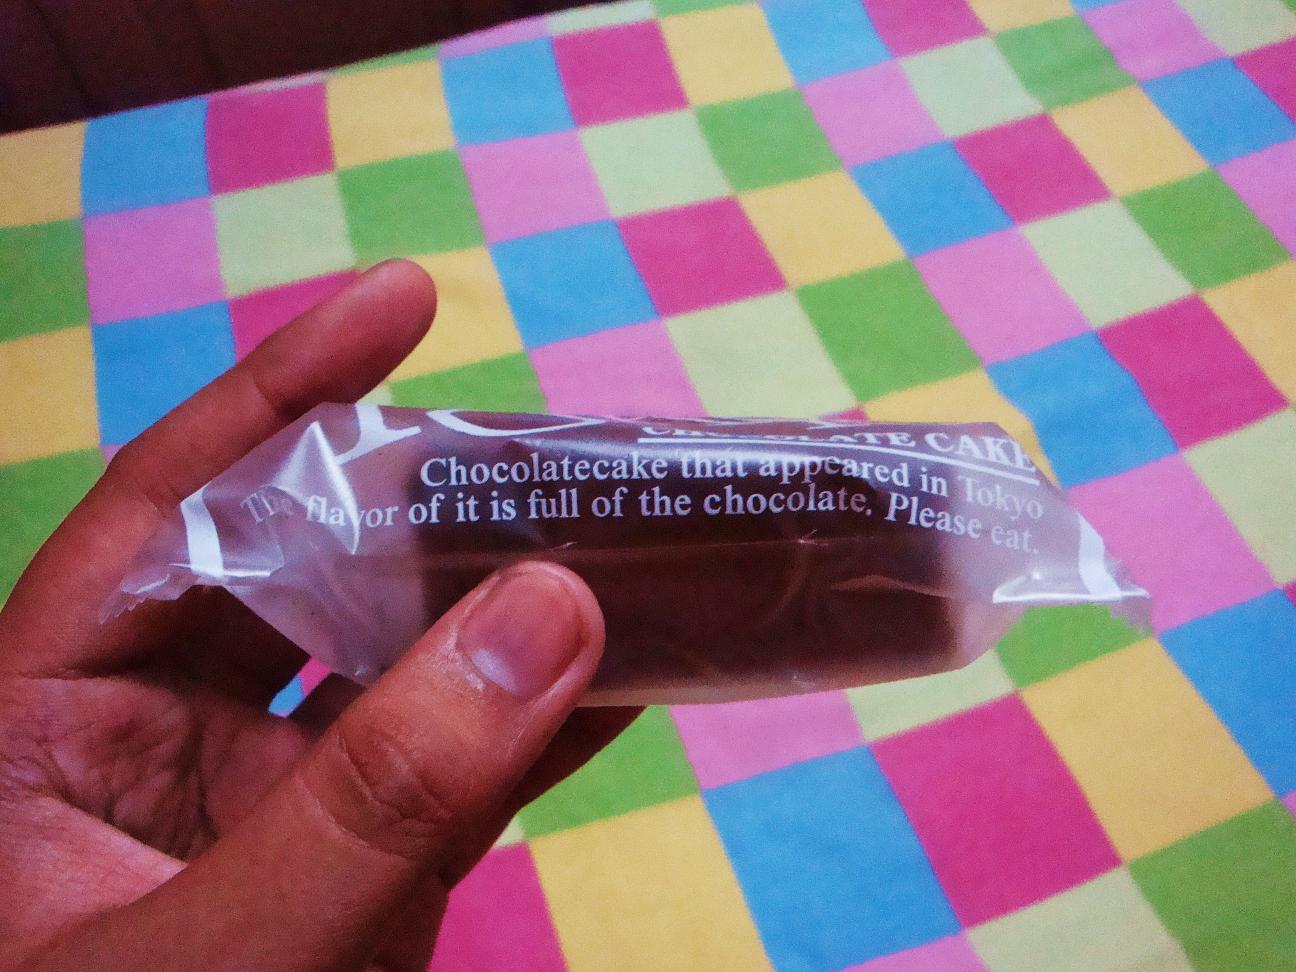 CHOCOLATE CAKE
Chocolatecake that appeared in Tokyo
The flavor of it is full of the chocolate. Please eat.